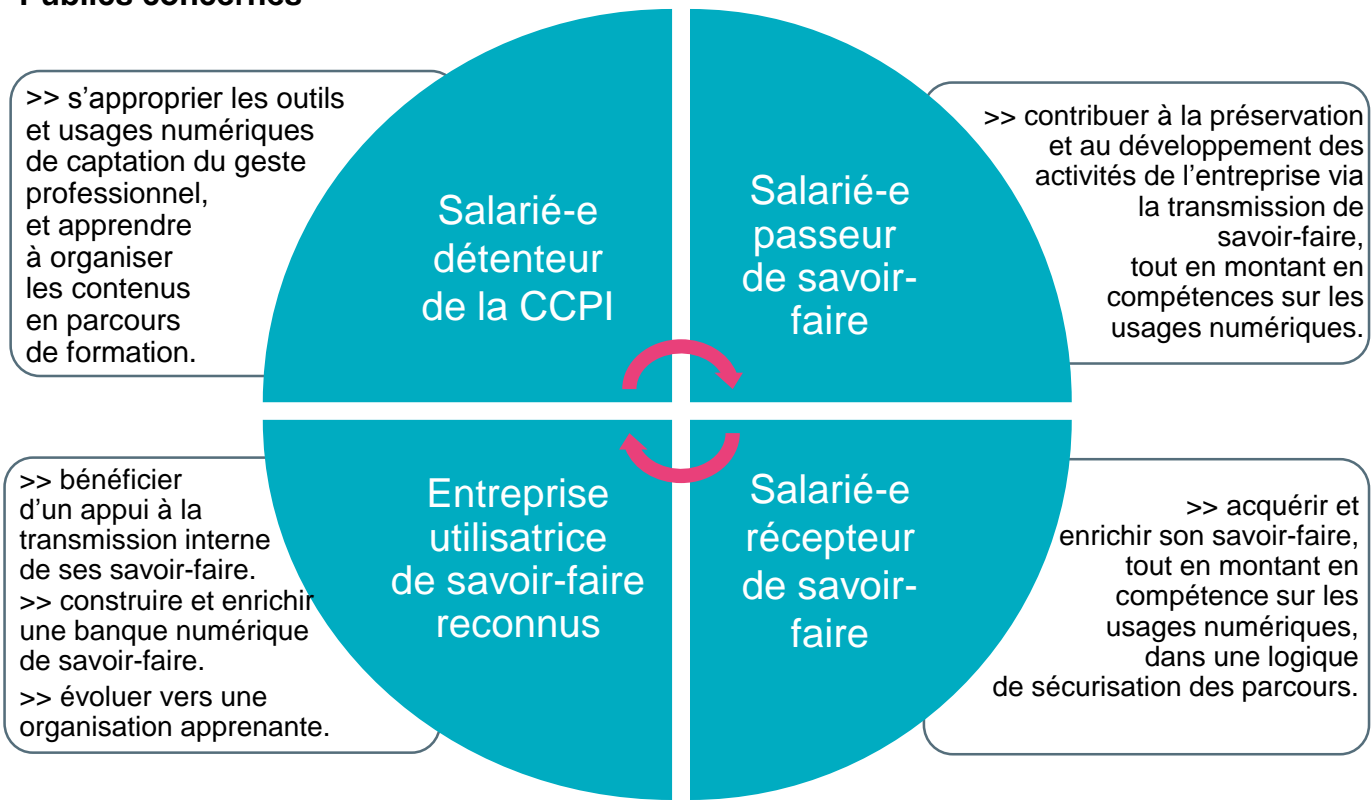 Publics concernés
>> s'approprier les outils
et usages numériques
de captation du geste
professionnel,
et apprendre
à organiser
les contenus
en parcours
de formation.
Salarié-e
détenteur
de la CCPI
Salarié-e
passeur
de savoir-
faire
>> contribuer à la préservation
et au développement des
activités de l’entreprise via
la transmission de
savoir-faire,
tout en montant en
compétences sur les
usages numériques.
>> bénéficier
d’un appui à la
transmission interne
de ses savoir-faire.
>> construire et enrichir
une banque numérique
de savoir-faire.
>> évoluer vers une
organisation apprenante.
Entreprise
utilisatrice
de savoir-faire
reconnus
Salarié-e
récepteur
de savoir-
faire
>> acquérir et
enrichir son savoir-faire,
tout en montant en
compétence sur les
usages numériques,
dans une logique
de sécurisation des parcours.